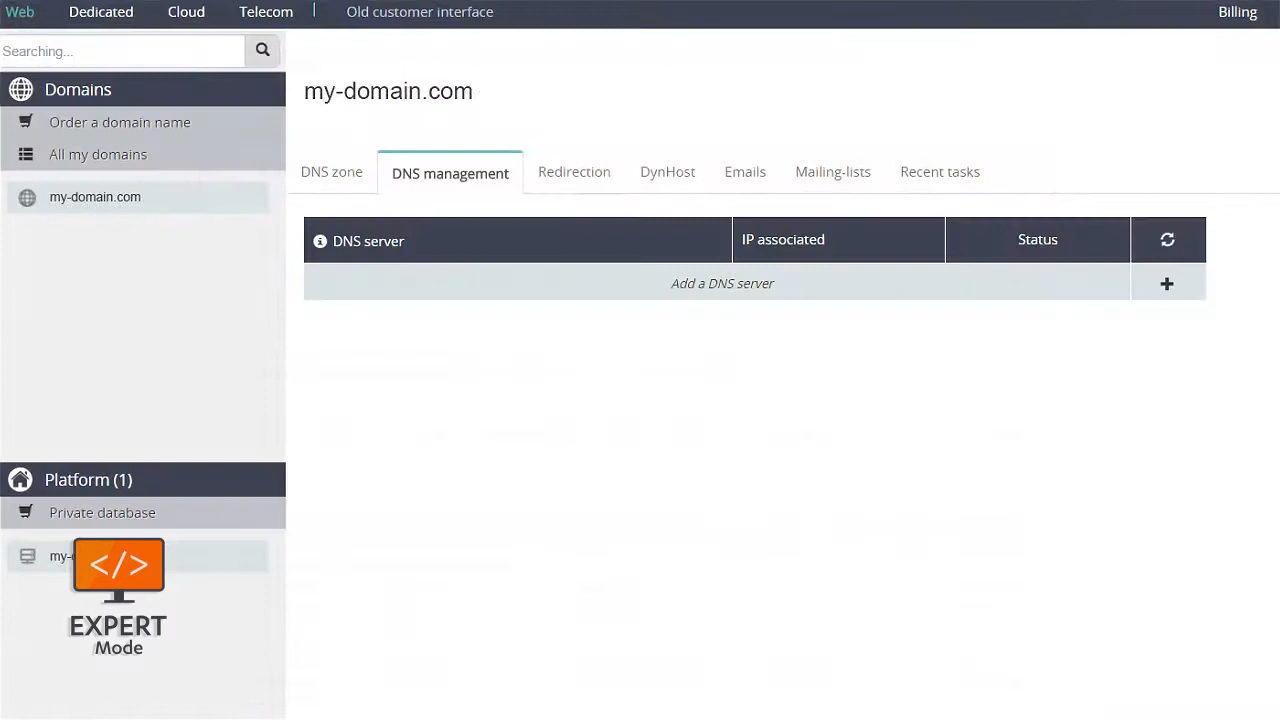 Web Dedicated Cloud Telecom | Old customer interface Billing
Searching...
Domains
Order a domain name
All my domains
my-domain.com
my-domain.com
DNS zone DNS management Redirection DynHost Emails Mailing-lists Recent tasks
DNS server IP associated Status
Add a DNS server
Platform (1)
Private database
my-
</>
EXPERT
Mode